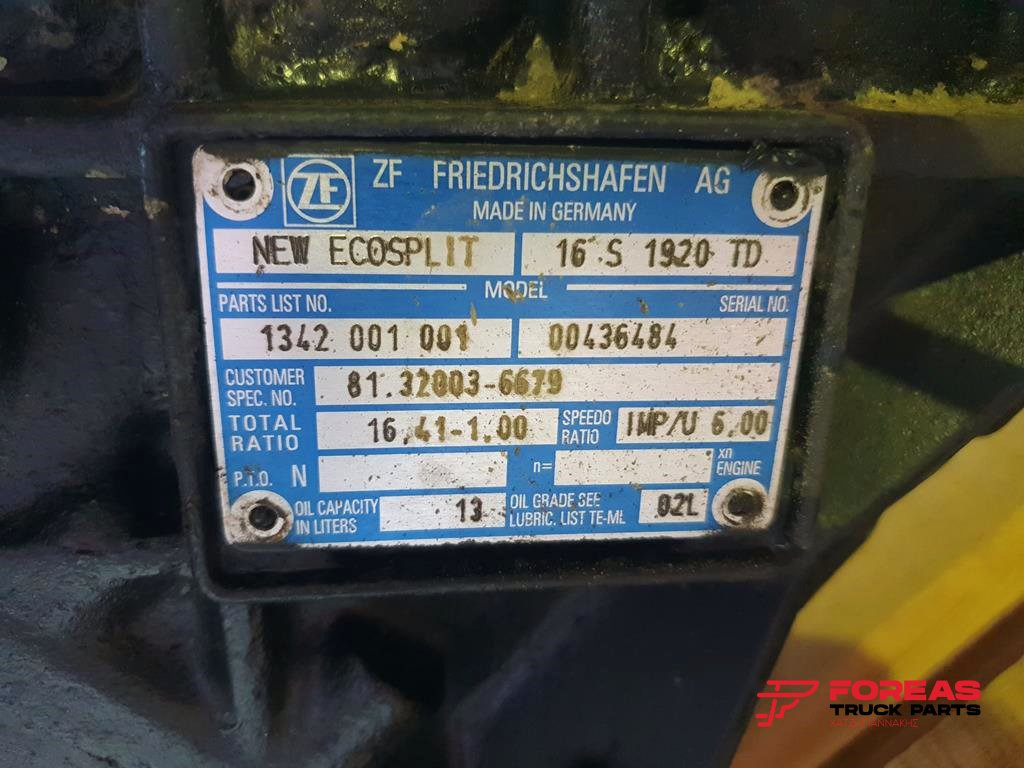 ZF ZF FRIEDRICHSHAFEN AG
MADE IN GERMANY
NEW ECOSPLIT 16 S 1920 TD
MODEL
PARTS LIST NO. SERIAL NO.
1342 001 001 00436484
CUSTOMER SPEC. NO. 81.32003-6679
TOTAL RATIO 16,41-1.00 SPEEDO RATIO IMP/U 6,00
P.T.O. N n= xn ENGINE
OIL CAPACITY IN LITERS 13 OIL GRADE SEE LUBRIC. LIST TE-ML 02L
FOREAS
TRUCK PARTS
ΧΑΤΖΗΓΙΑΝΝΑΚΗΣ